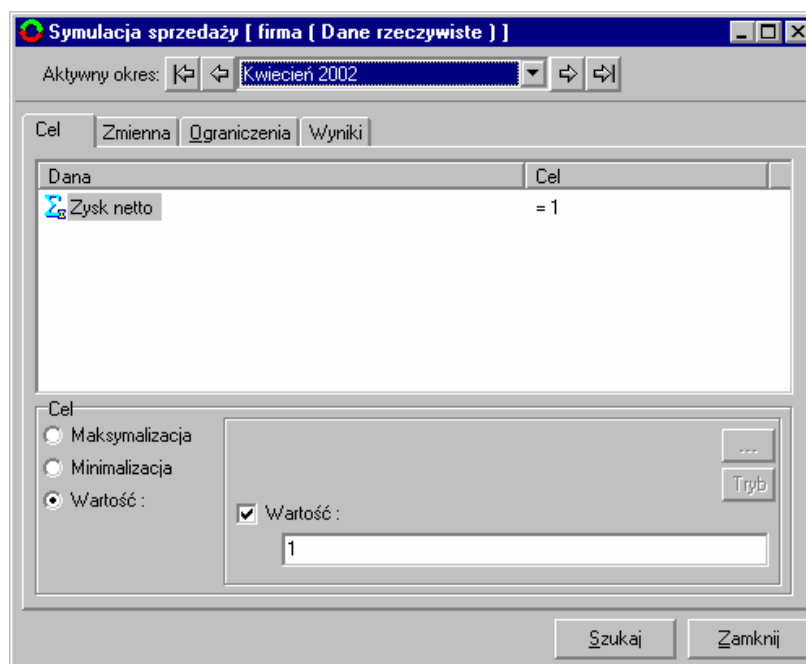 Symulacja sprzedaży [ firma ( Dane rzeczywiste ) ]
Aktywny okres: Kwiecień 2002
Cel Zmienna Ograniczenia Wyniki
Dana Cel
Zysk netto = 1
Cel
Maksymalizacja
...
Minimalizacja
Tryb
Wartość :
Wartość :
1
Szukaj Zamknij